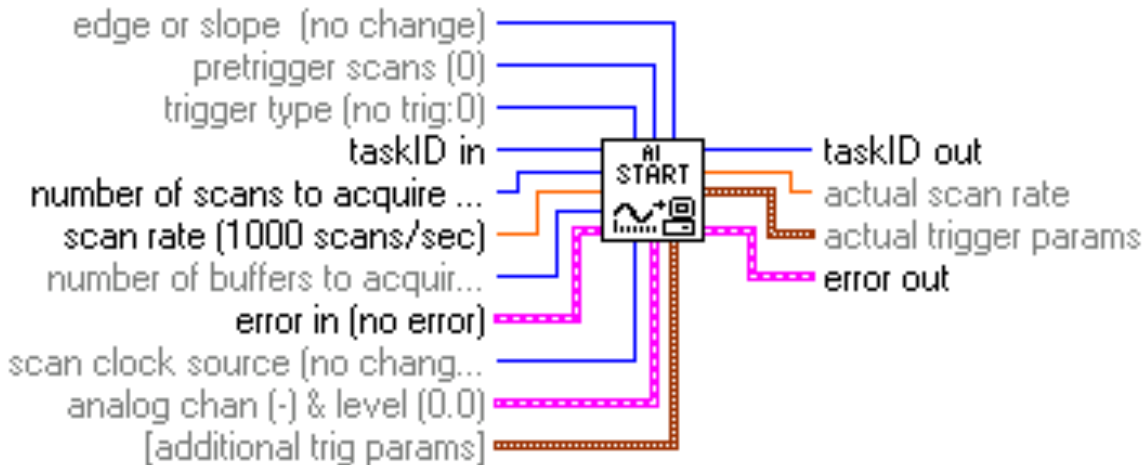 edge or slope (no change)
pretrigger scans (0)
trigger type (no trig:0)
taskID in
number of scans to acquire ...
scan rate (1000 scans/sec)
number of buffers to acquir...
error in (no error)
scan clock source (no chang...
analog chan (-) & level (0.0)
[additional trig params]
AI
START
taskID out
actual scan rate
actual trigger params
error out